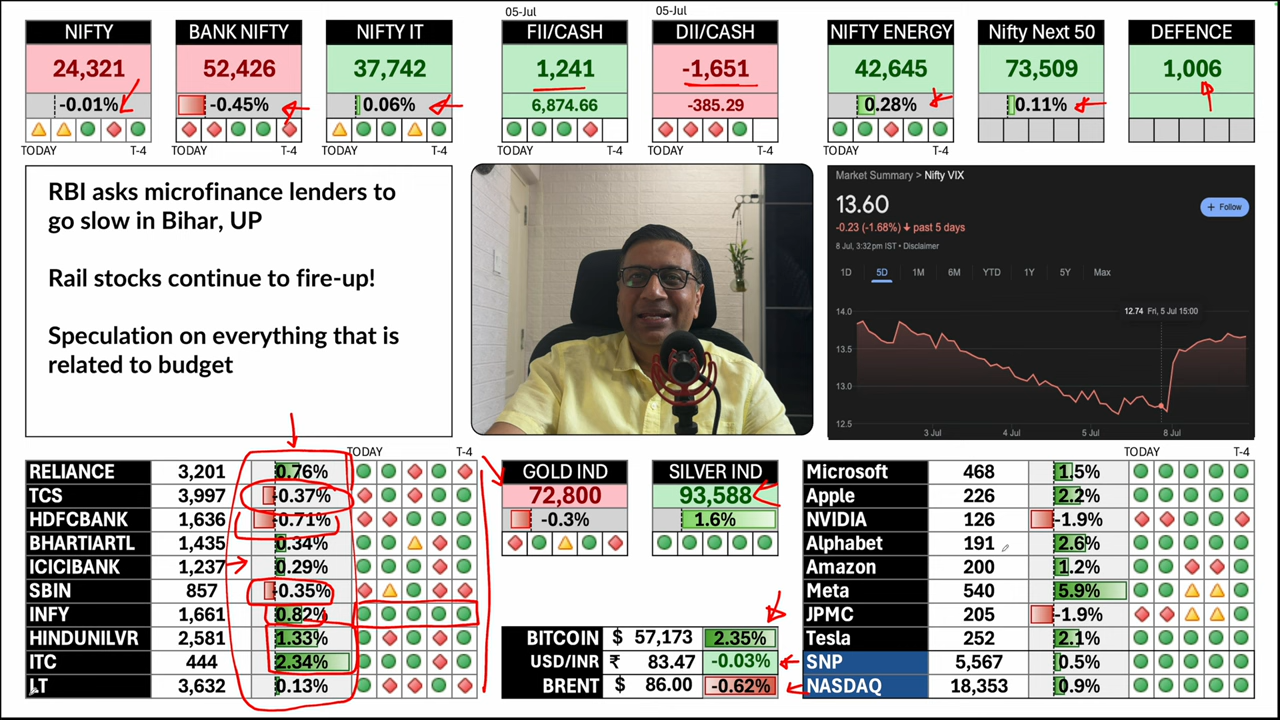 05-Jul
05-Jul
NIFTY
BANK NIFTY
NIFTY IT
FII/CASH
DII/CASH
NIFTY ENERGY
Nifty Next 50
DEFENCE
24,321
52,426
37,742
1,241
-1,651
42,645
73,509
1,006
-0.01%
-0.45%
0.06%
6,874.66
-385.29
0.28%
0.11%
TODAY T-4
TODAY T-4
TODAY T-4
RBI asks microfinance lenders to
go slow in Bihar, UP
Rail stocks continue to fire-up!
Speculation on everything that is
related to budget
Market Summary > Nifty VIX
13.60
+ Follow
-0.23 (-1.68%) ↓ past 5 days
8 Jul, 3:32 pm IST • Disclaimer
1D 5D 1M 6M YTD 1Y 5Y Max
12.74 Fri, 5 Jul 15:00
14.0
13.5
13.0
12.5
3 Jul 4 Jul 5 Jul 8 Jul
TODAY T-4
RELIANCE 3,201 0.76%
TCS 3,997 -0.37%
HDFCBANK 1,636 -0.71%
BHARTIARTL 1,435 0.34%
ICICIBANK 1,237 0.29%
SBIN 857 -0.35%
INFY 1,661 0.82%
HINDUNILVR 2,581 1.33%
ITC 444 2.34%
LT 3,632 0.13%
GOLD IND
72,800
-0.3%
SILVER IND
93,588
1.6%
BITCOIN $ 57,173 2.35%
USD/INR ₹ 83.47 -0.03%
BRENT $ 86.00 -0.62%
TODAY T-4
Microsoft 468 1.5%
Apple 226 2.2%
NVIDIA 126 -1.9%
Alphabet 191 2.6%
Amazon 200 1.2%
Meta 540 5.9%
JPMC 205 -1.9%
Tesla 252 2.1%
SNP 5,567 0.5%
NASDAQ 18,353 0.9%